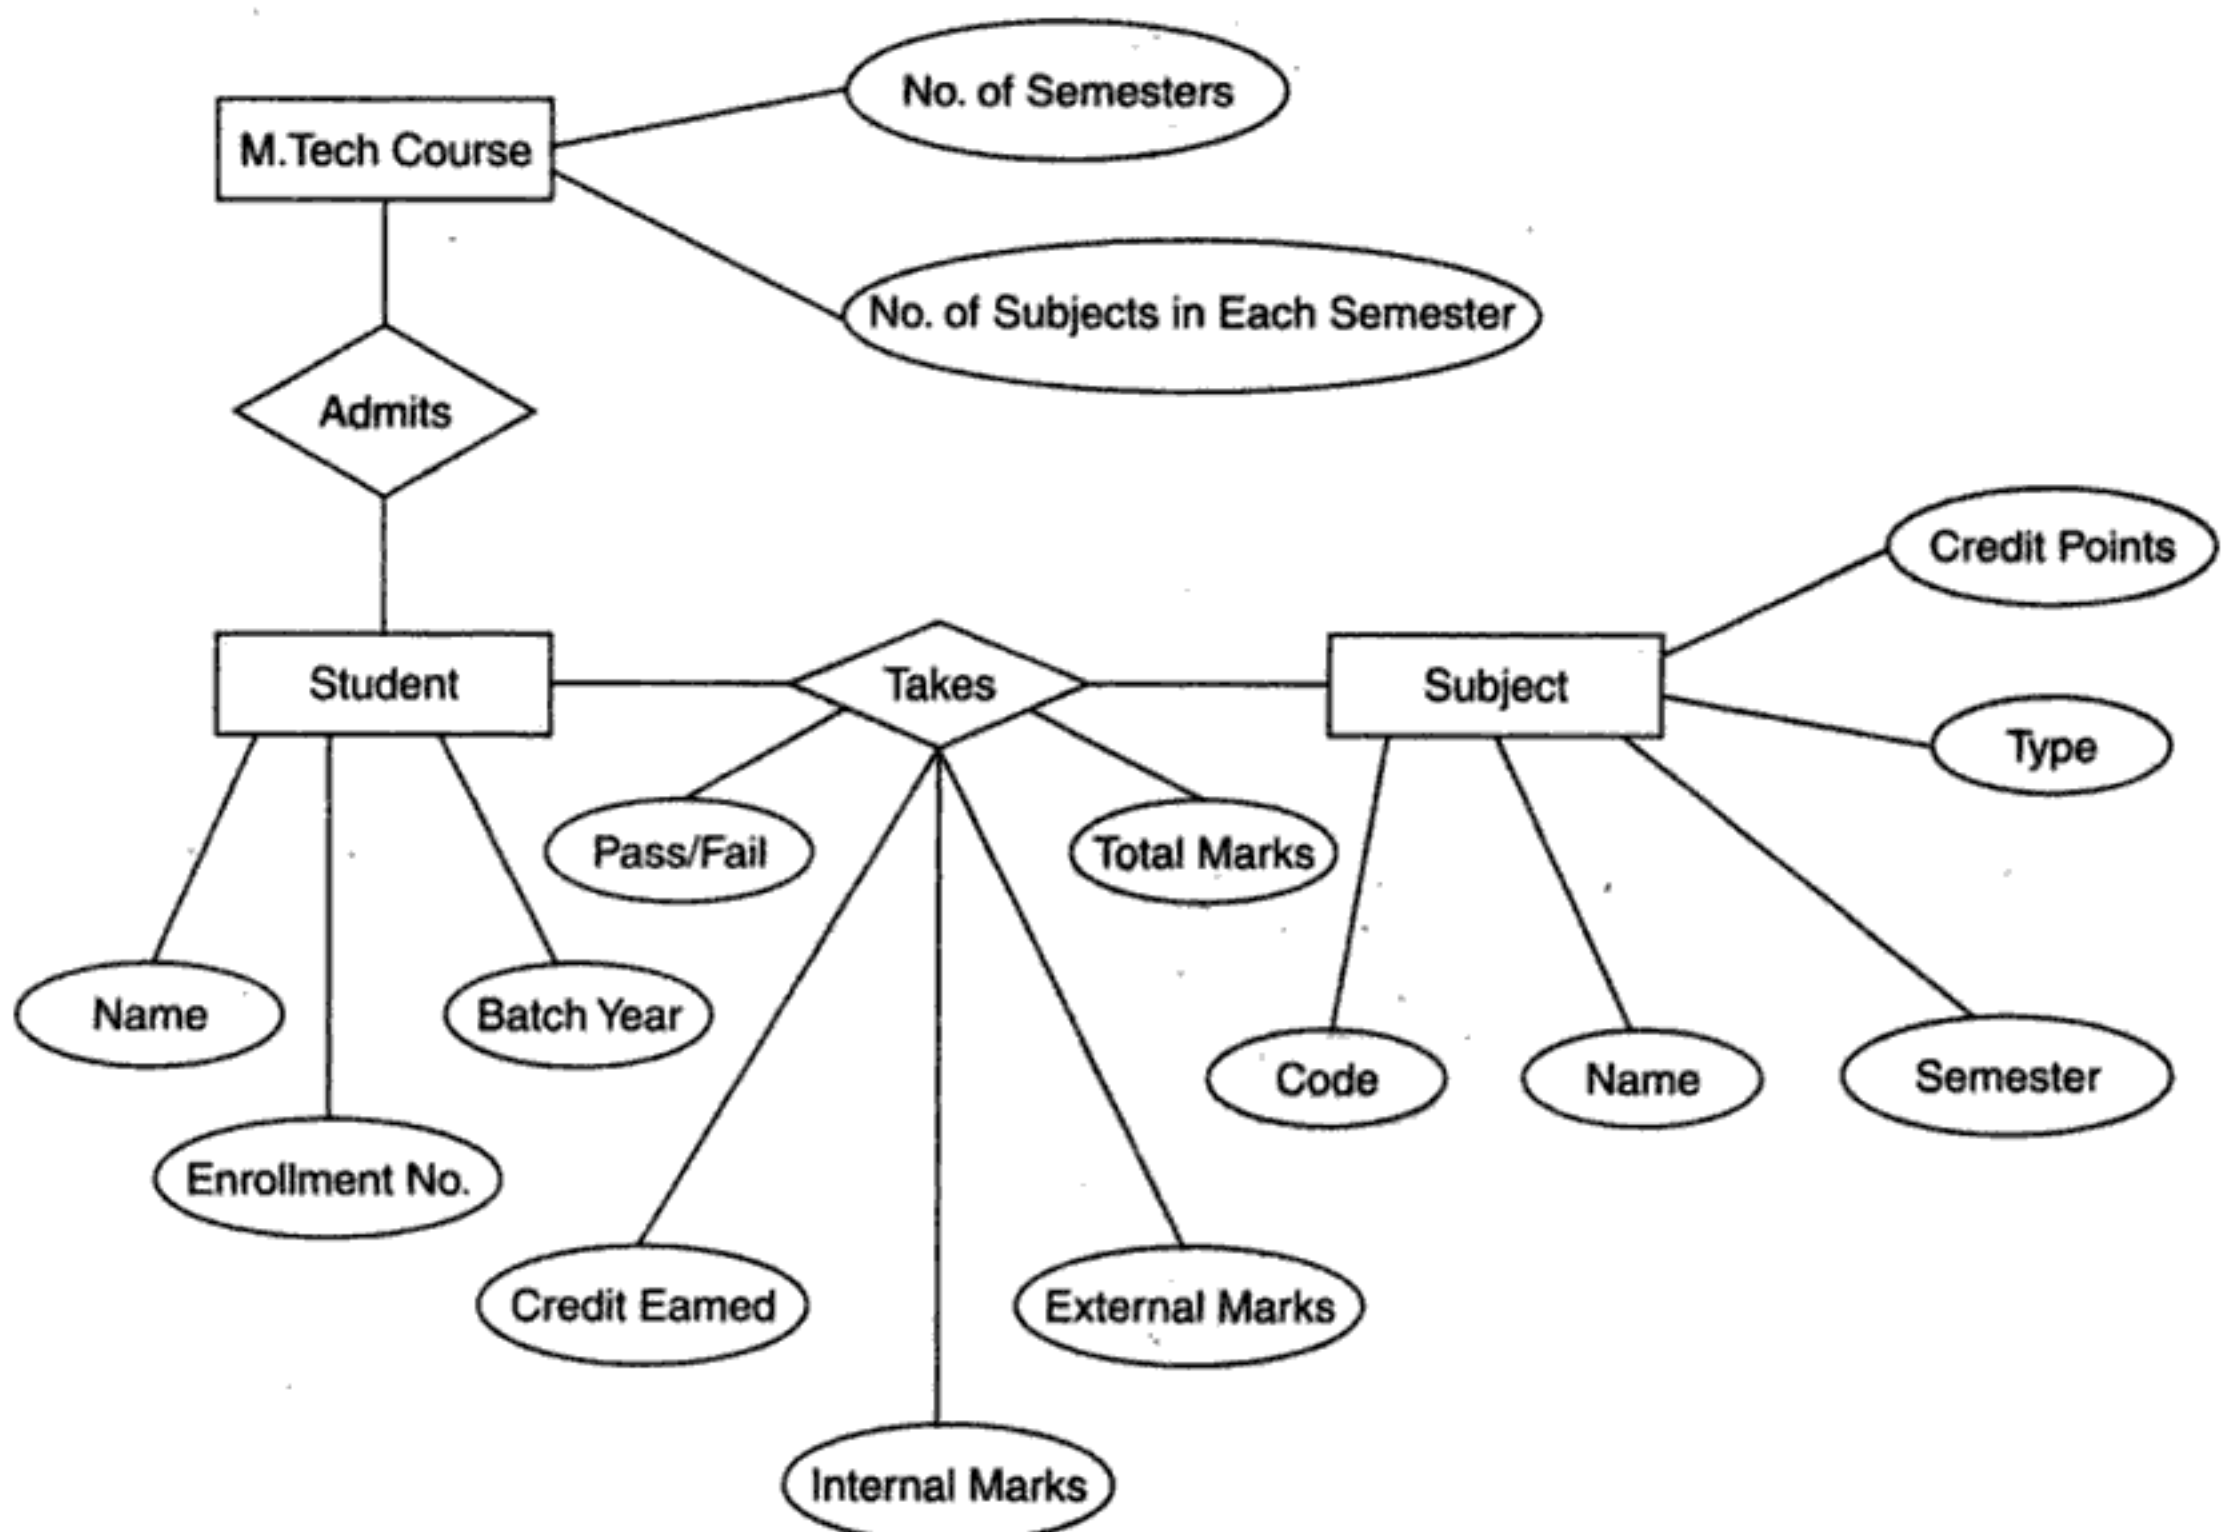 No. of Semesters
M.Tech Course
No. of Subjects in Each Semester
Admits
Credit Points
Student
Takes
Subject
Type
Pass/Fail
Total Marks
Name
Batch Year
Code
Name
Semester
Enrollment No.
Credit Earned
External Marks
Internal Marks